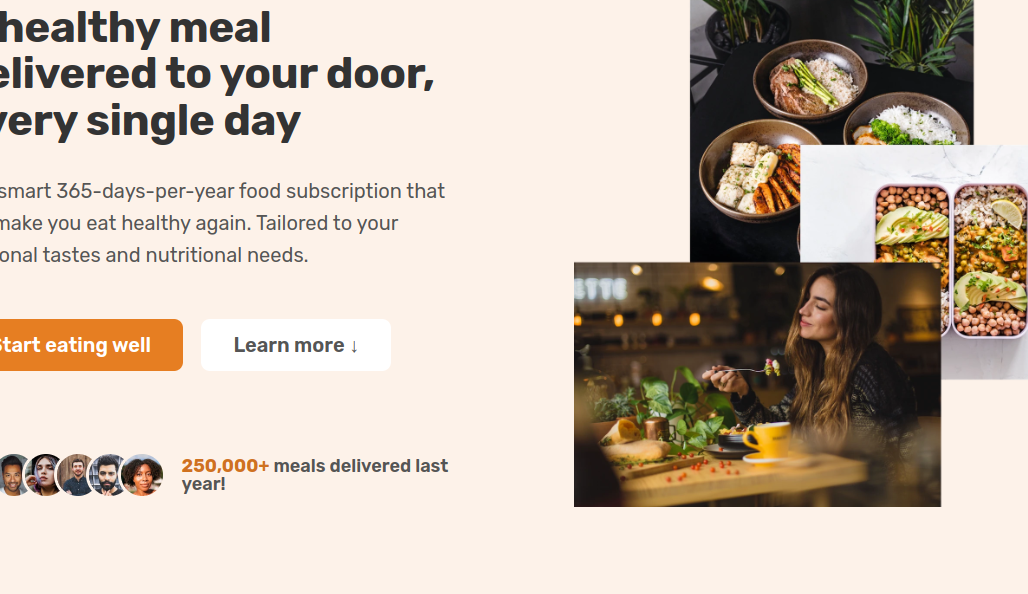 healthy meal
elivered to your door,
very single day
smart 365-days-per-year food subscription that
make you eat healthy again. Tailored to your
onal tastes and nutritional needs.
Start eating well
Learn more ↓
250,000+ meals delivered last
year!